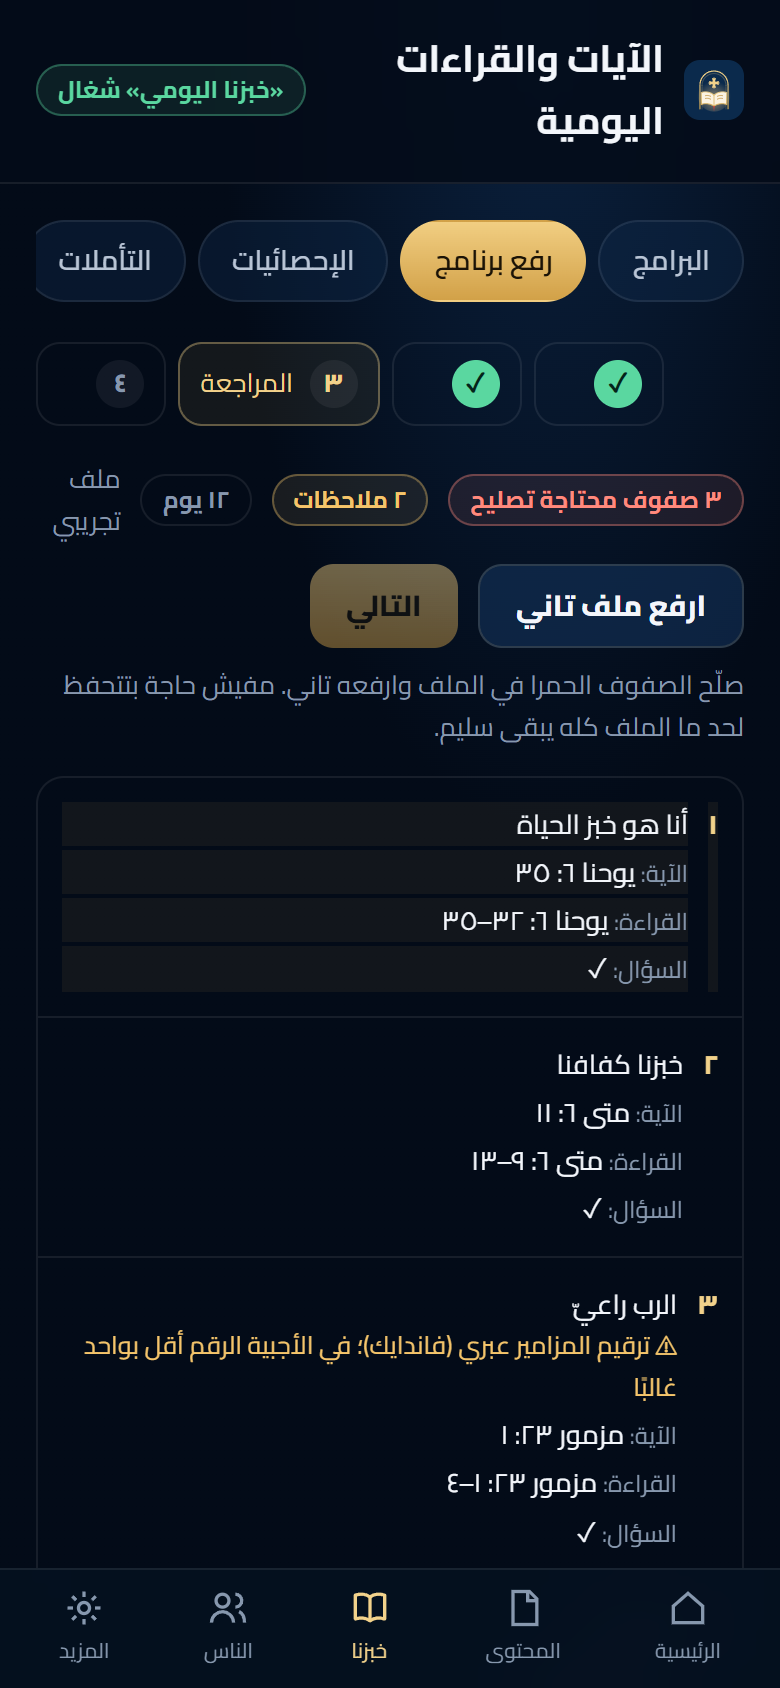 الآيات والقراءات
اليومية
«خبزنا اليومي» شغال
البرامج
رفع برنامج
الإحصائيات
التأملات
✓
✓
٣ المراجعة
٤
٣ صفوف محتاجة تصليح
٢ ملاحظات
١٢ يوم
ملف
تجريبي
ارفع ملف تاني
التالي
صلّح الصفوف الحمرا في الملف وارفعه تاني. مفيش حاجة بتتحفظ
لحد ما الملف كله يبقى سليم.
١ أنا هو خبز الحياة
الآية: يوحنا ٦: ٣٥
القراءة: يوحنا ٦: ٣٢–٣٥
السؤال: ✓
٢ خبزنا كفافنا
الآية: متى ٦: ١١
القراءة: متى ٦: ٩–١٣
السؤال: ✓
٣ الرب راعيّ
⚠ ترقيم المزامير عبري (فاندايك)؛ في الأجبية الرقم أقل بواحد
غالبًا
الآية: مزمور ٢٣: ١
القراءة: مزمور ٢٣: ١–٤
السؤال: ✓
الرئيسية
المحتوى
خبزنا
الناس
المزيد